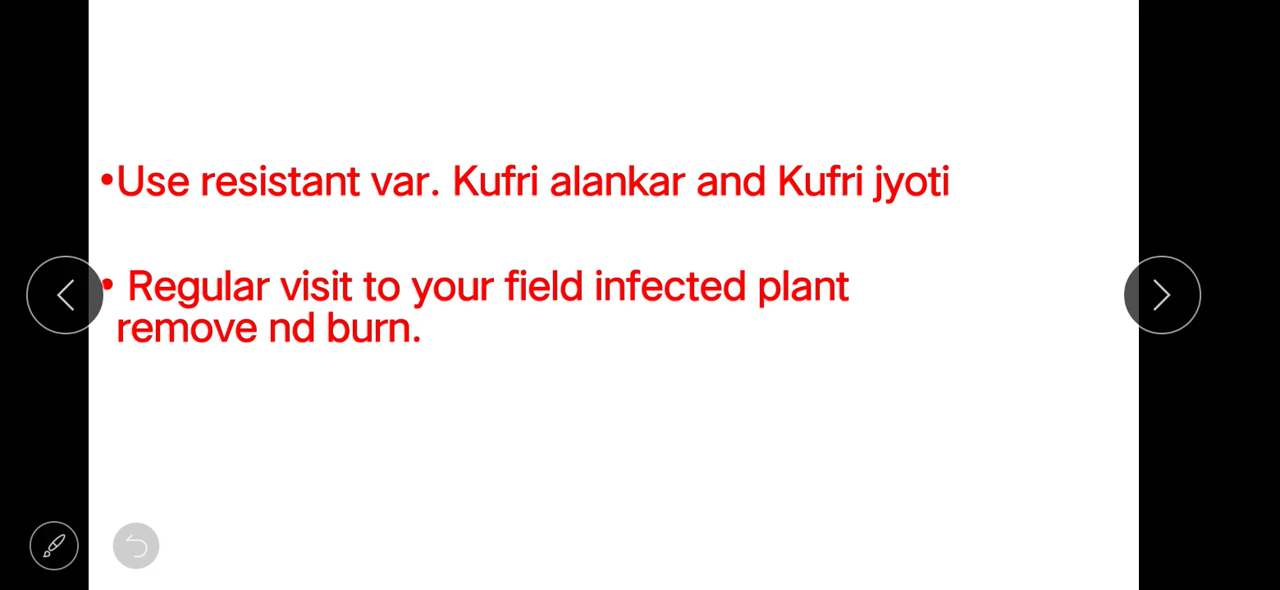 •Use resistant var. Kufri alankar and Kufri jyoti
• Regular visit to your field infected plant
remove nd burn.